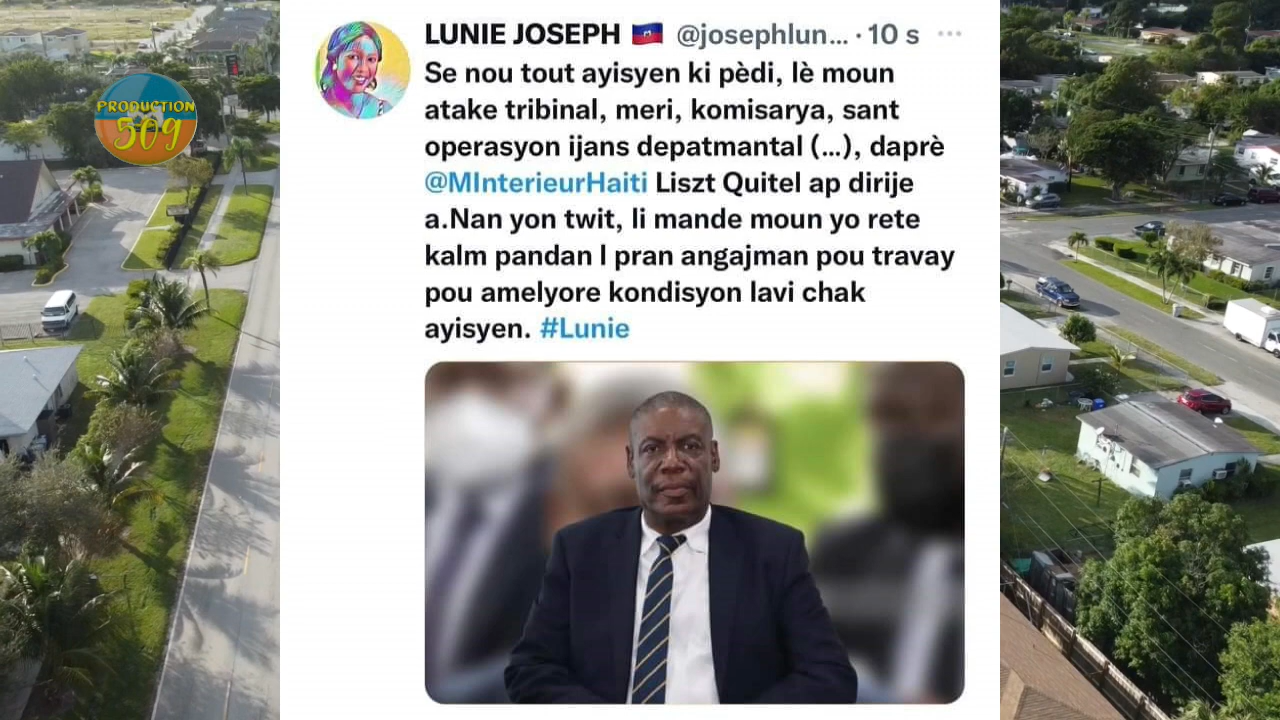 PRODUCTION
509
LUNIE JOSEPH 🇭🇹 @josephlun... · 10 s ...
Se nou tout ayisyen ki pèdi, lè moun
atake tribinal, meri, komisarya, sant
operasyon ijans depatmantal (...), daprè
@MInterieurHaiti Liszt Quitel ap dirije
a.Nan yon twit, li mande moun yo rete
kalm pandan l pran angajman pou travay
pou amelyore kondisyon lavi chak
ayisyen. #Lunie